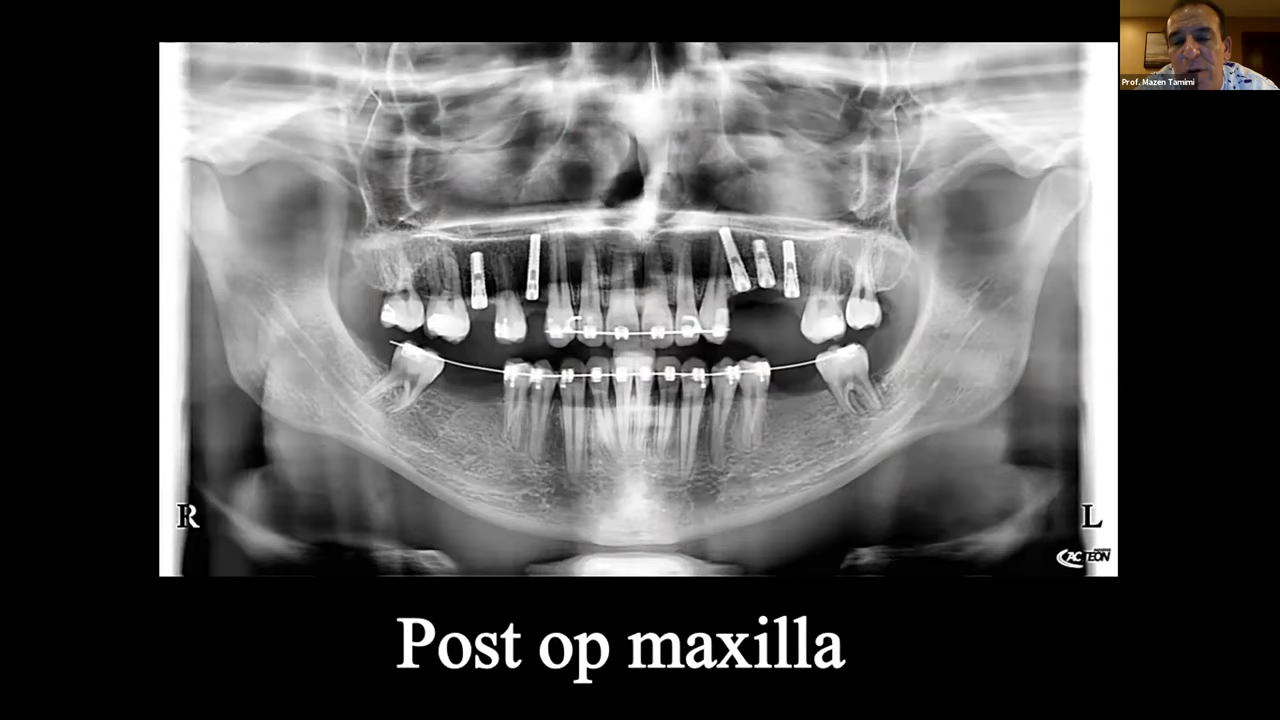 Prof. Mazen Tamimi
R
L
ACTEON
Post op maxilla